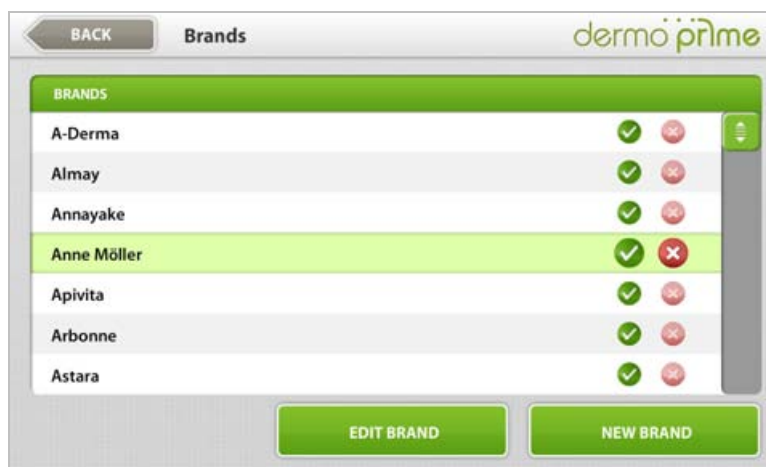 BACK
Brands
dermo prime
BRANDS
A-Derma
Almay
Annayake
Anne Möller
Apivita
Arbonne
Astara
EDIT BRAND
NEW BRAND